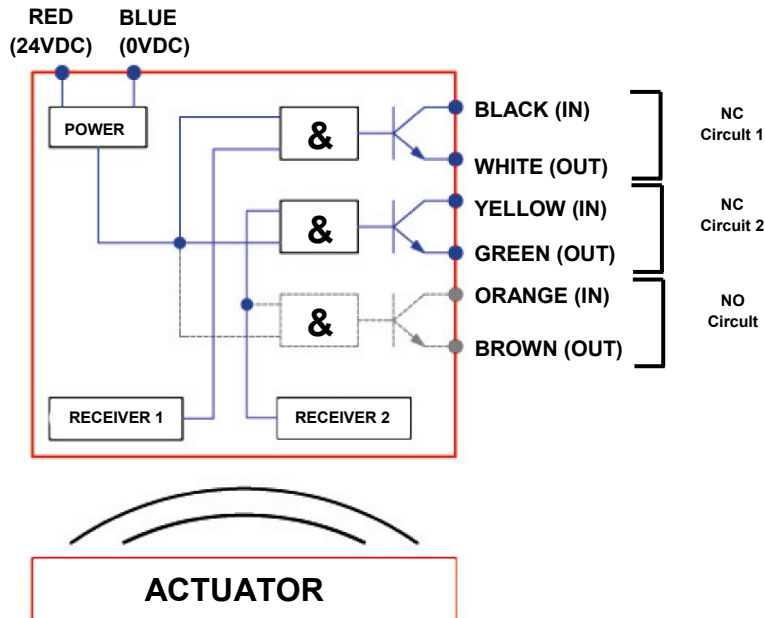 RED
(24VDC)
BLUE
(0VDC)
POWER
&
BLACK (IN)
WHITE (OUT)
NC
Circult 1
&
YELLOW (IN)
GREEN (OUT)
NC
Circuit 2
&
ORANGE (IN)
BROWN (OUT)
NO
Circuit
RECEIVER 1
RECEIVER 2
ACTUATOR